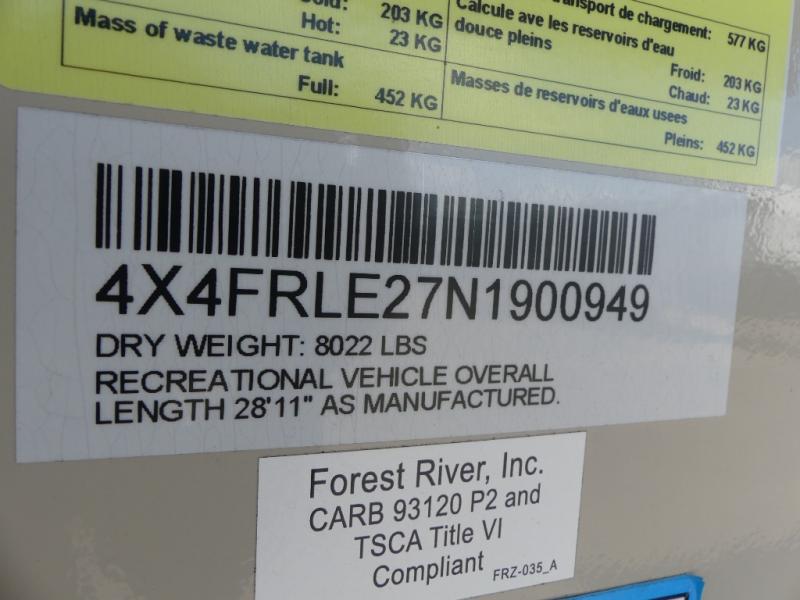 Hot:
203 KG
23 KG
Mass of waste water tank
Full:
452 KG
de chargement:
577 KG
Calcule ave les reservoirs d'eau
douce pleins
Froid:
203 KG
Chaud:
23 KG
Masses de reservoirs d'eaux usees
Pleins:
452 KG
4X4FRLE27N1900949
DRY WEIGHT: 8022 LBS
RECREATIONAL VEHICLE OVERALL
LENGTH 28'11" AS MANUFACTURED.
Forest River, Inc.
CARB 93120 P2 and
TSCA Title VI
Compliant
FRZ-035_A